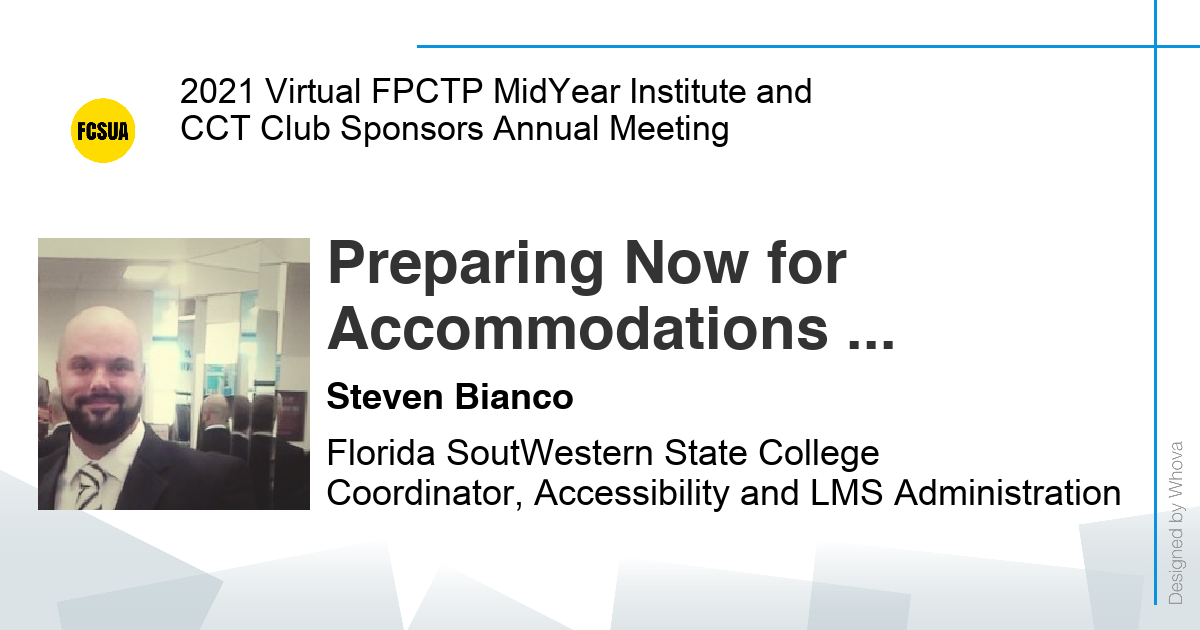 2021 Virtual FPCTP MidYear Institute and
CCT Club Sponsors Annual Meeting
FCSUA
Preparing Now for
Accommodations ...
Steven Bianco
Florida SoutWestern State College
Coordinator, Accessibility and LMS Administration
Designed by Whova